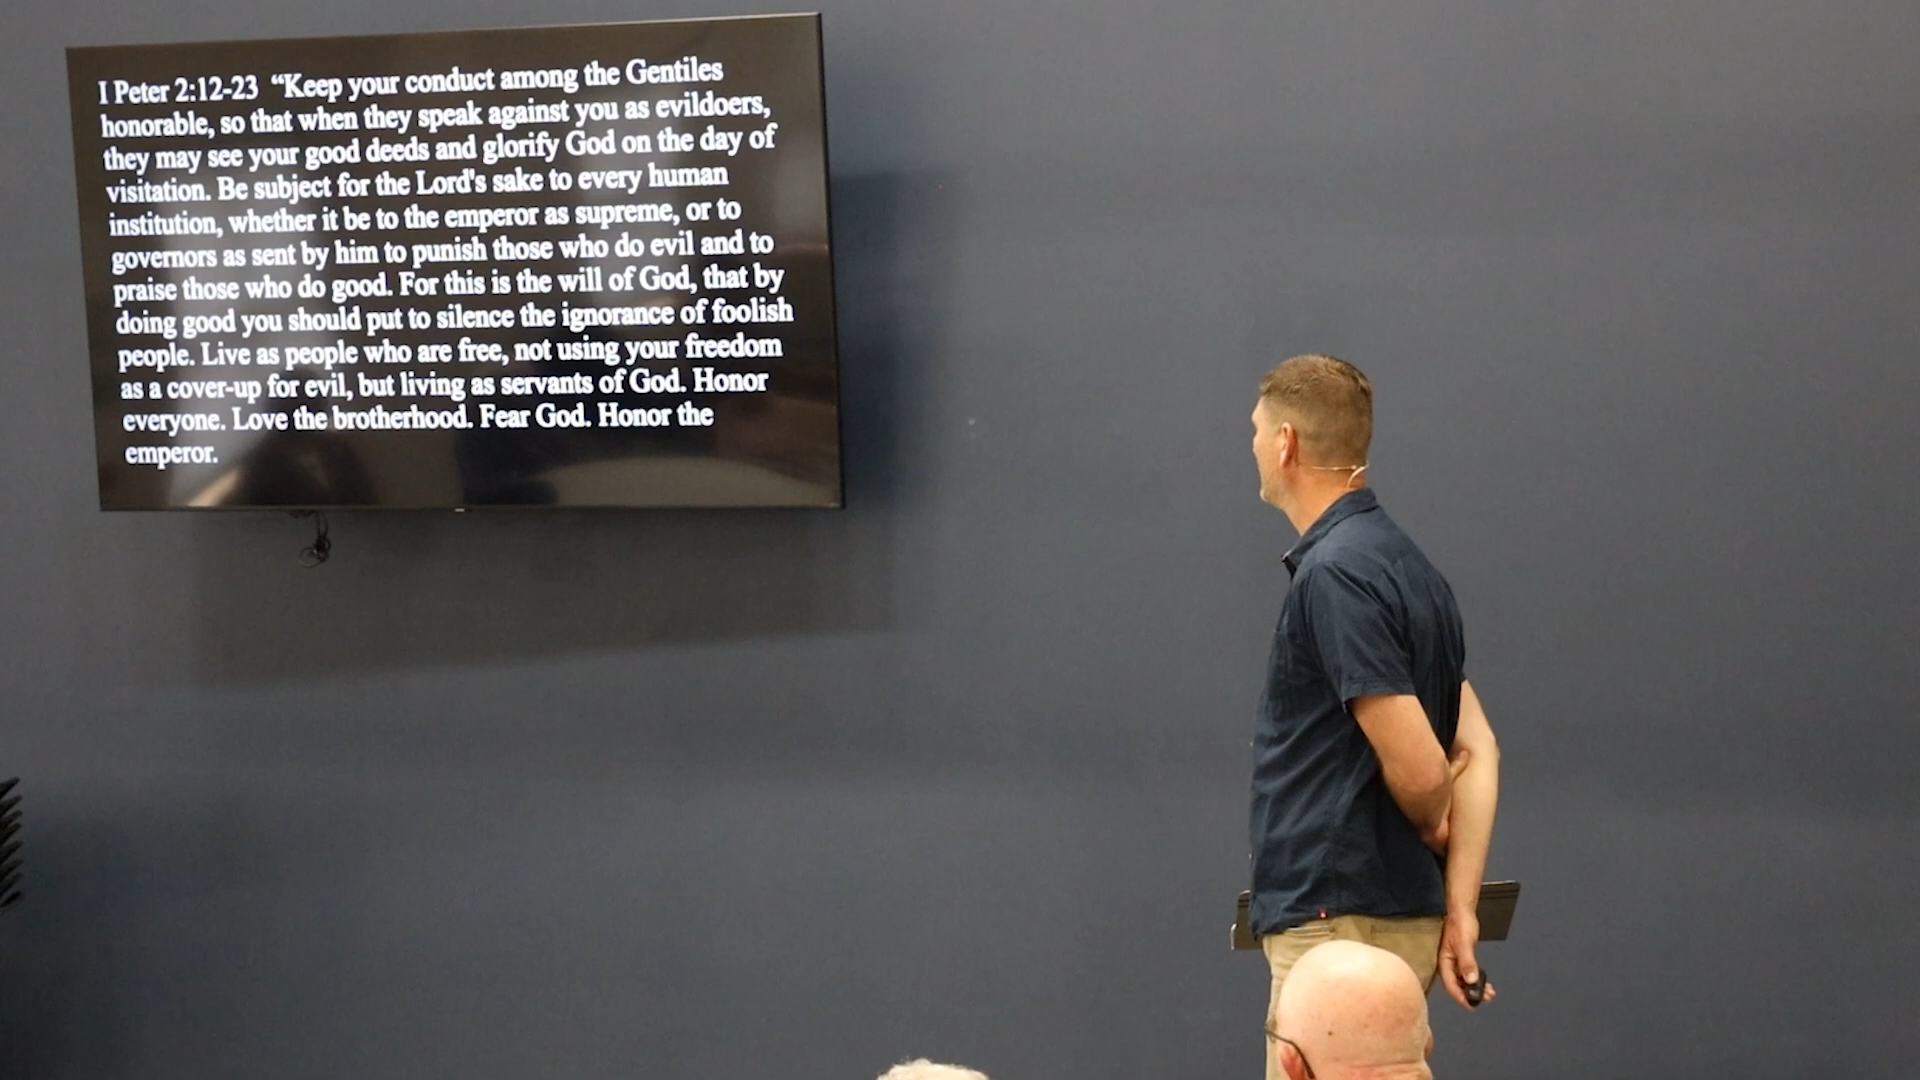 I Peter 2:12-23 “Keep your conduct among the Gentiles
honorable, so that when they speak against you as evildoers,
they may see your good deeds and glorify God on the day of
visitation. Be subject for the Lord's sake to every human
institution, whether it be to the emperor as supreme, or to
governors as sent by him to punish those who do evil and to
praise those who do good. For this is the will of God, that by
doing good you should put to silence the ignorance of foolish
people. Live as people who are free, not using your freedom
as a cover-up for evil, but living as servants of God. Honor
everyone. Love the brotherhood. Fear God. Honor the
emperor.